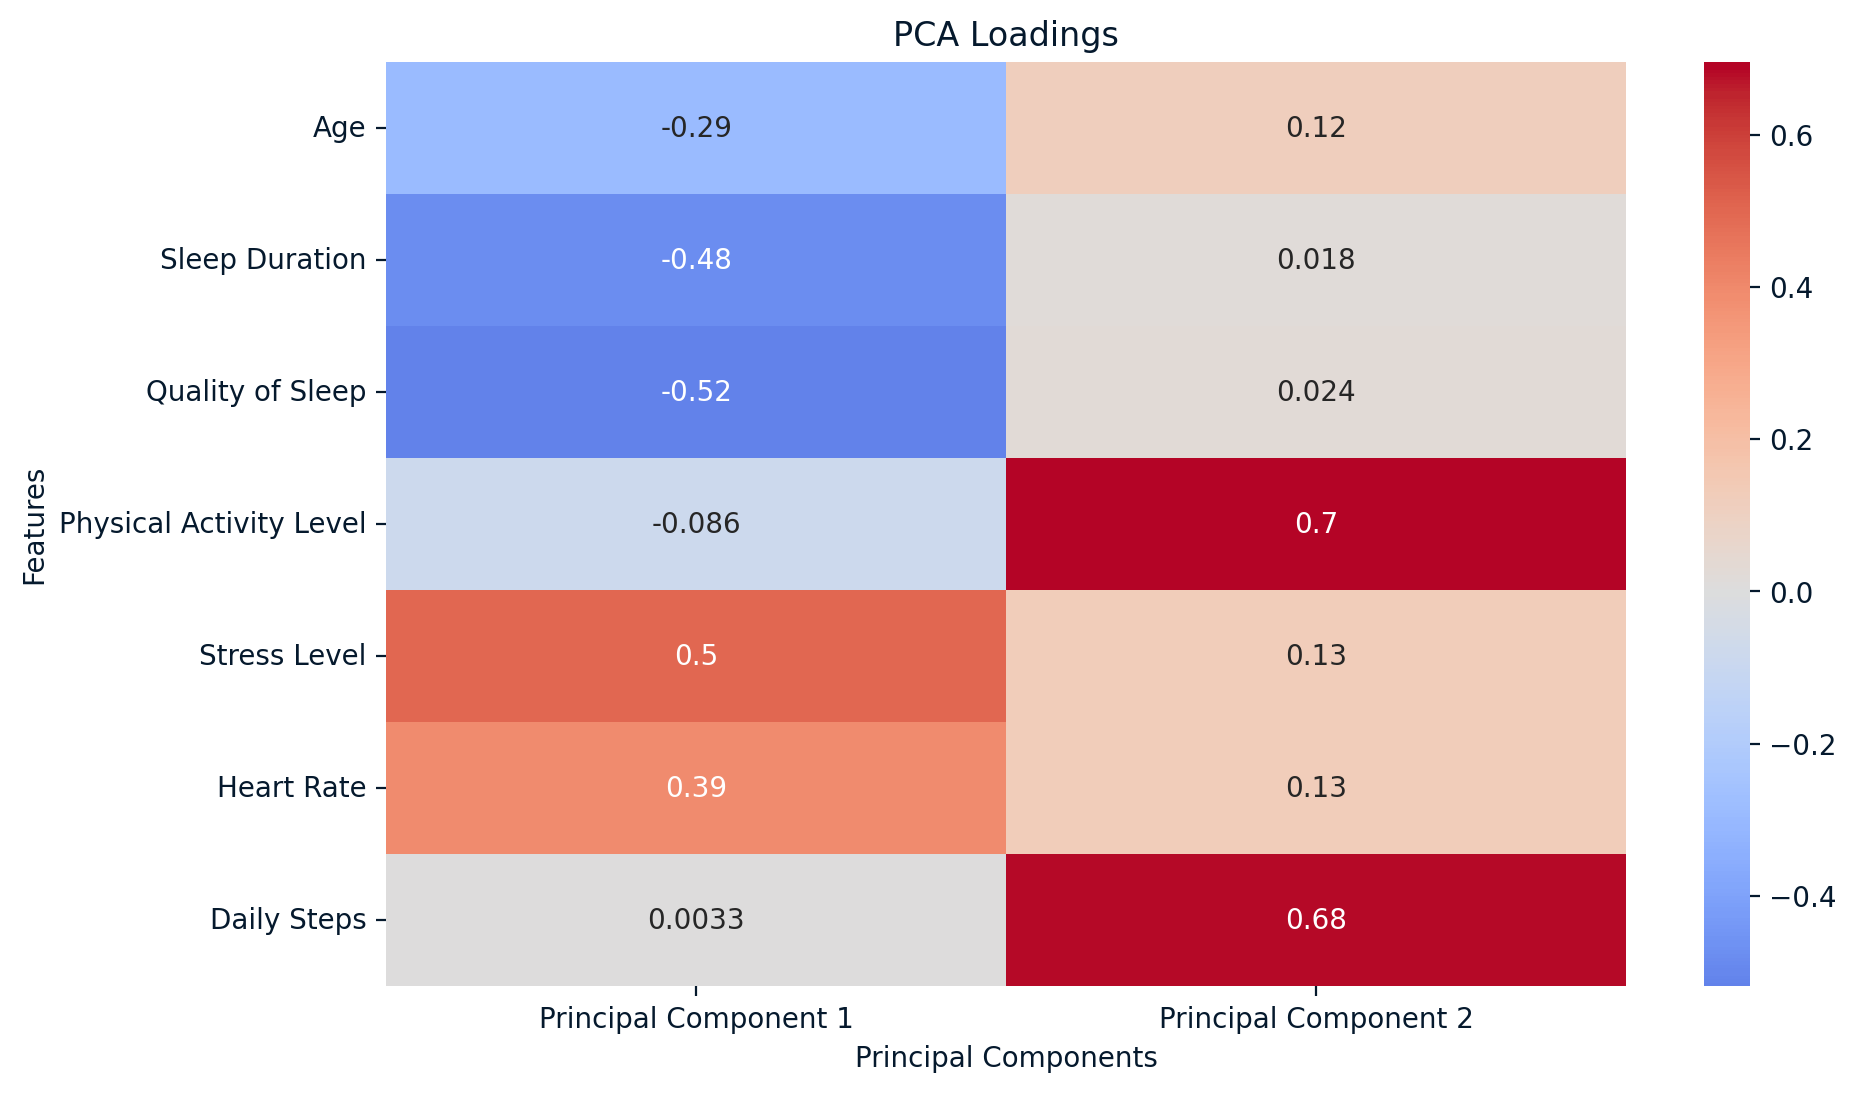 PCA Loadings
Features
Age
-0.29
0.12
Sleep Duration
-0.48
0.018
Quality of Sleep
-0.52
0.024
Physical Activity Level
-0.086
0.7
Stress Level
0.5
0.13
Heart Rate
0.39
0.13
Daily Steps
0.0033
0.68
Principal Component 1
Principal Component 2
Principal Components
0.6
0.4
0.2
0.0
−0.2
−0.4